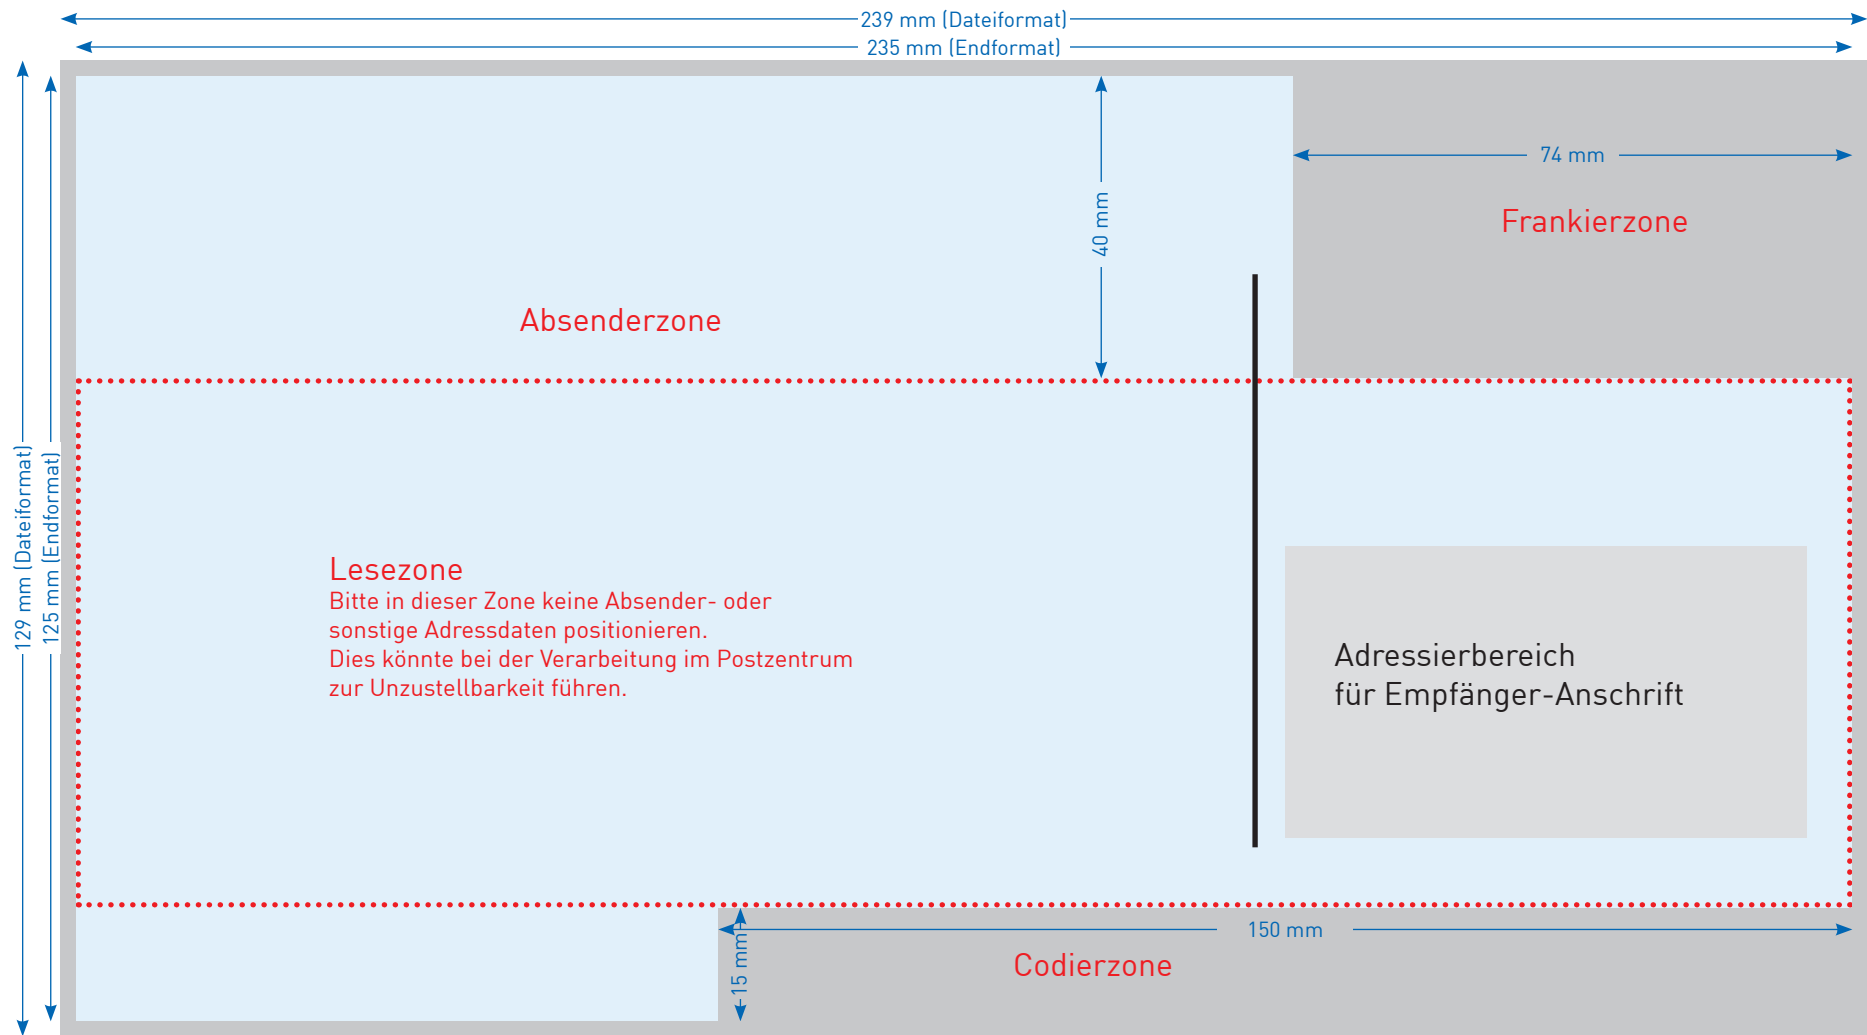 239 mm (Dateiformat)
235 mm (Endformat)
74 mm
Frankierzone
40 mm
Absenderzone
129 mm (Dateiformat)
125 mm (Endformat)
Lesezone
Bitte in dieser Zone keine Absender- oder
sonstige Adressdaten positionieren.
Dies könnte bei der Verarbeitung im Postzentrum
zur Unzustellbarkeit führen.
Adressierbereich
für Empfänger-Anschrift
150 mm
15 mm
Codierzone